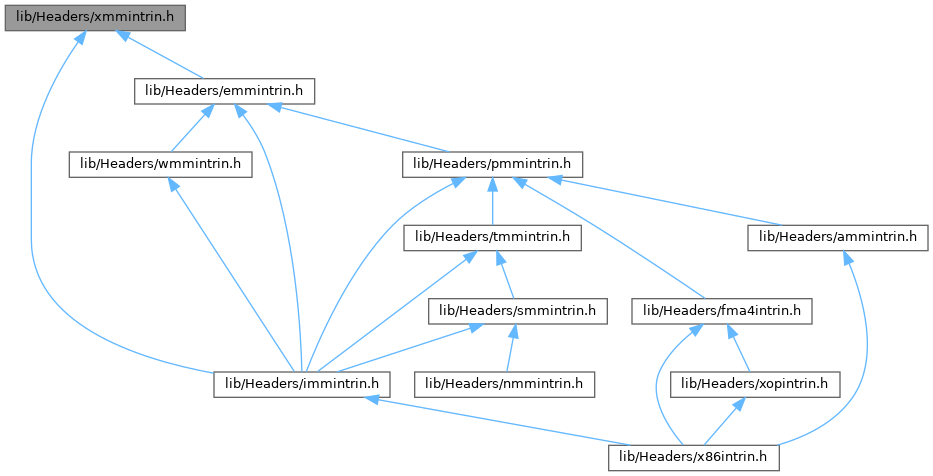 lib/Headers/xmmintrin.h
lib/Headers/emmintrin.h
lib/Headers/wmmintrin.h
lib/Headers/pmmintrin.h
lib/Headers/tmmintrin.h
lib/Headers/ammintrin.h
lib/Headers/smmintrin.h
lib/Headers/fma4intrin.h
lib/Headers/immintrin.h
lib/Headers/nmmintrin.h
lib/Headers/xopintrin.h
lib/Headers/x86intrin.h